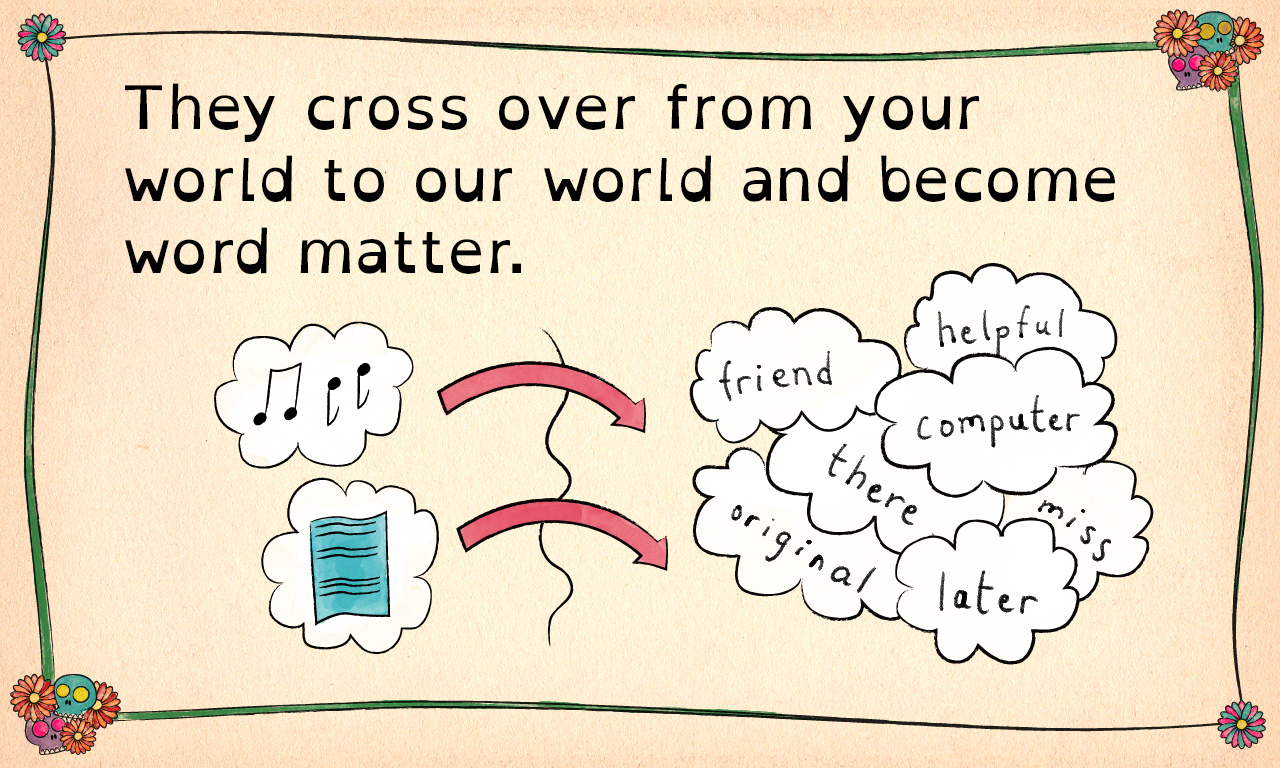 They cross over from your
world to our world and become
word matter.
helpful
friend
computer
there
original
miss
later